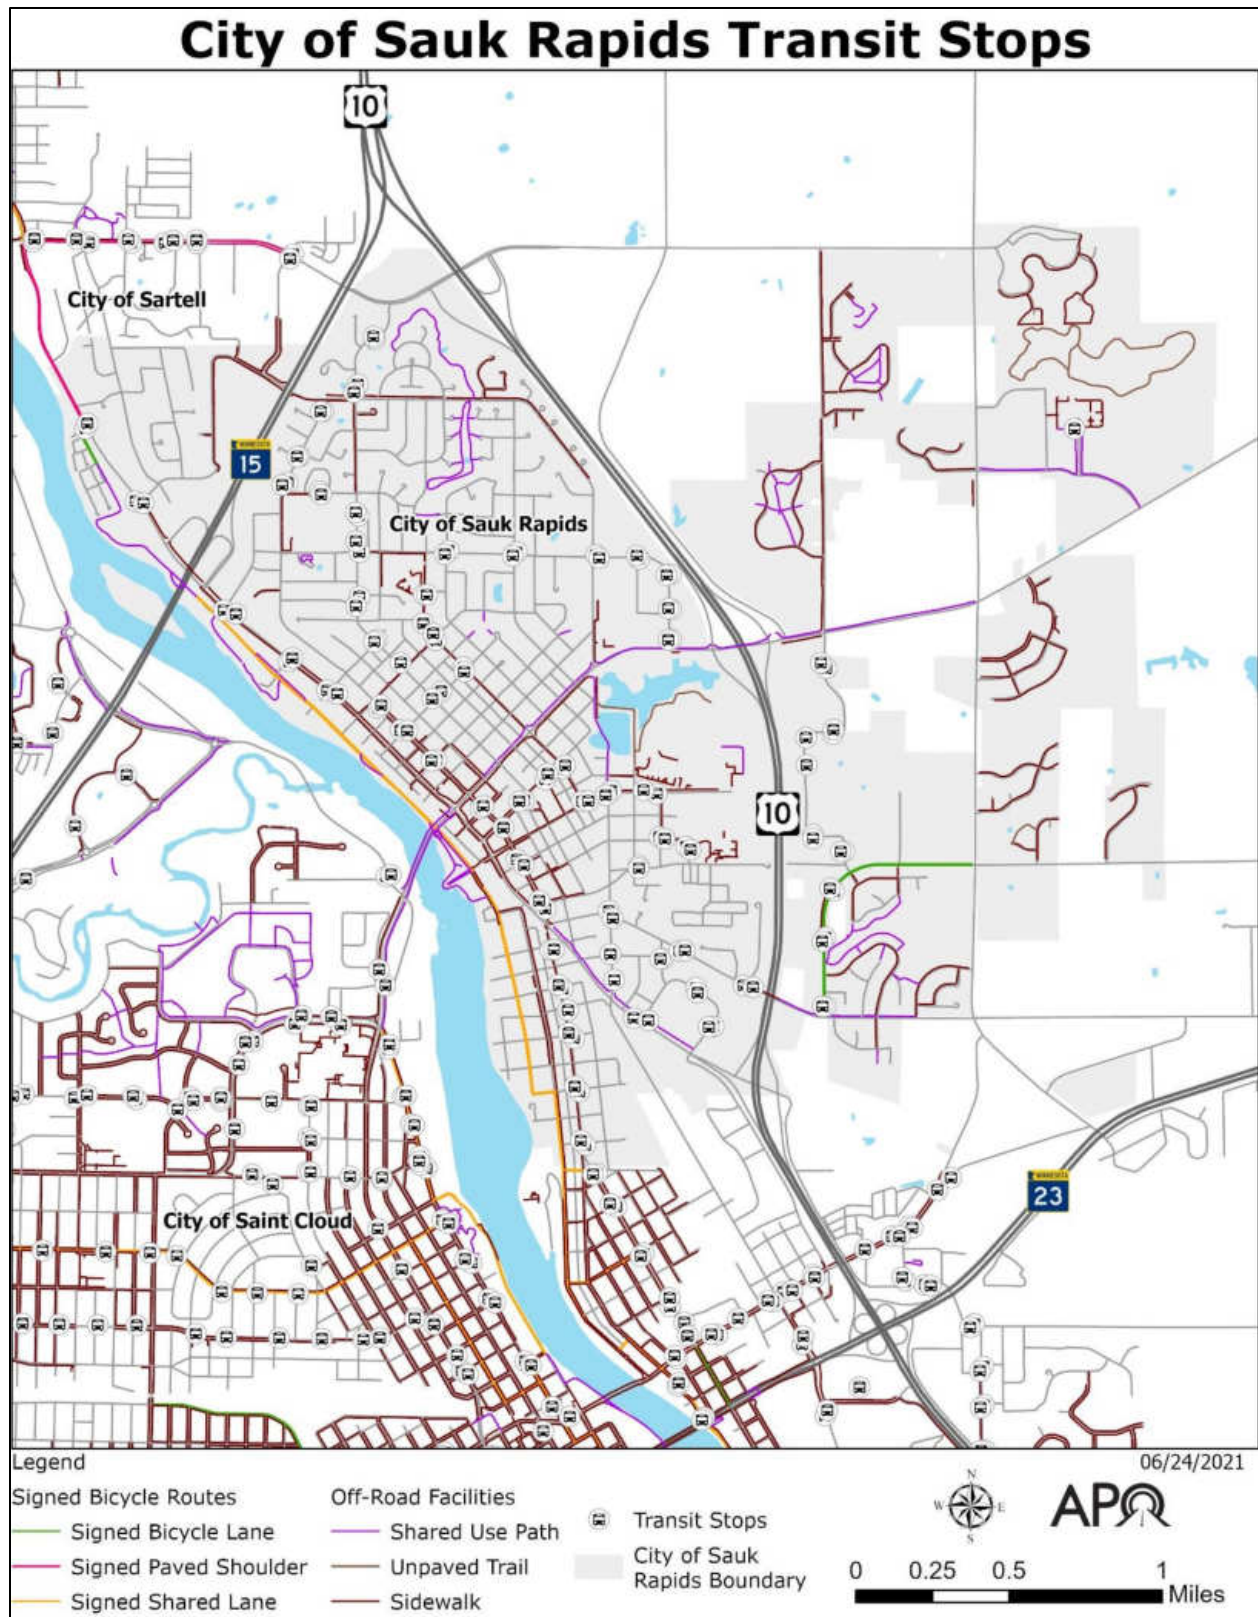 City of Sauk Rapids Transit Stops
10
City of Sartell
MINNESOTA
15
City of Sauk Rapids
10
MINNESOTA
23
City of Saint Cloud
Legend
06/24/2021
Signed Bicycle Routes
Signed Bicycle Lane
Signed Paved Shoulder
Signed Shared Lane
Off-Road Facilities
Shared Use Path
Unpaved Trail
Sidewalk
Transit Stops
City of Sauk
Rapids Boundary
N
W
E
S
APO
0 0.25 0.5 1
Miles